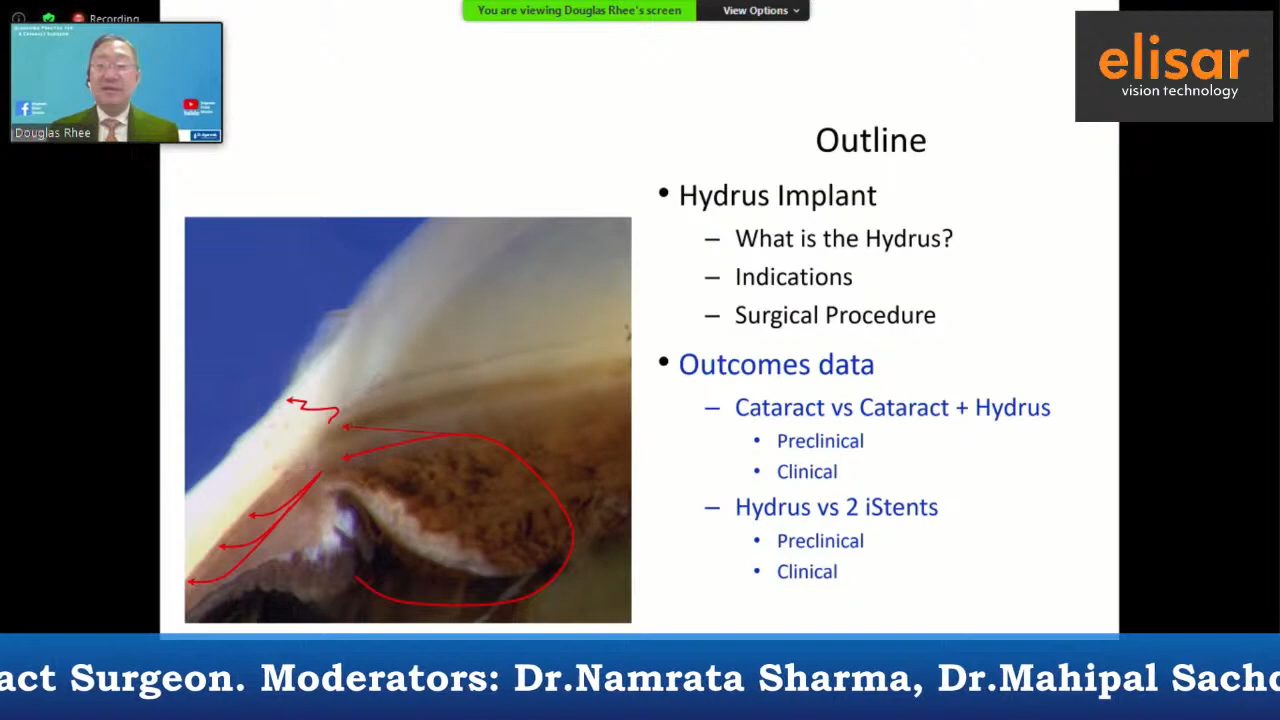 Recording
You are viewing Douglas Rhee's screen
View Options
elisar
vision technology
Douglas Rhee
Outline
• Hydrus Implant
– What is the Hydrus?
– Indications
– Surgical Procedure
• Outcomes data
– Cataract vs Cataract + Hydrus
• Preclinical
• Clinical
– Hydrus vs 2 iStents
• Preclinical
• Clinical
act Surgeon. Moderators: Dr.Namrata Sharma, Dr.Mahipal Sachd